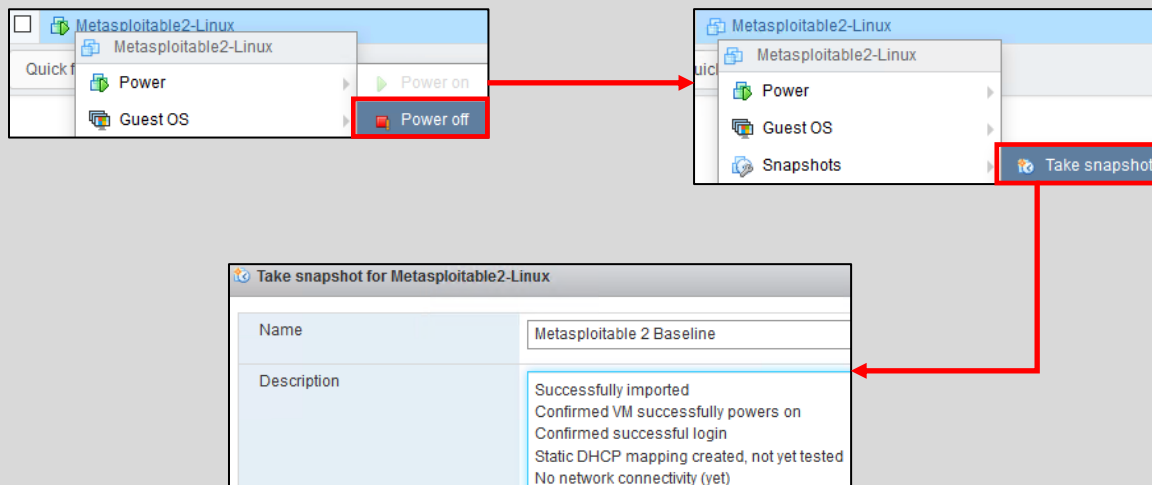 Metasploitable2-Linux
Metasploitable2-Linux
Quick f
Power
Power on
Guest OS
Power off
Metasploitable2-Linux
Metasploitable2-Linux
uic
Power
Guest OS
Snapshots
Take snapshot
Take snapshot for Metasploitable2-Linux
Name
Metasploitable 2 Baseline
Description
Successfully imported
Confirmed VM successfully powers on
Confirmed successful login
Static DHCP mapping created, not yet tested
No network connectivity (yet)